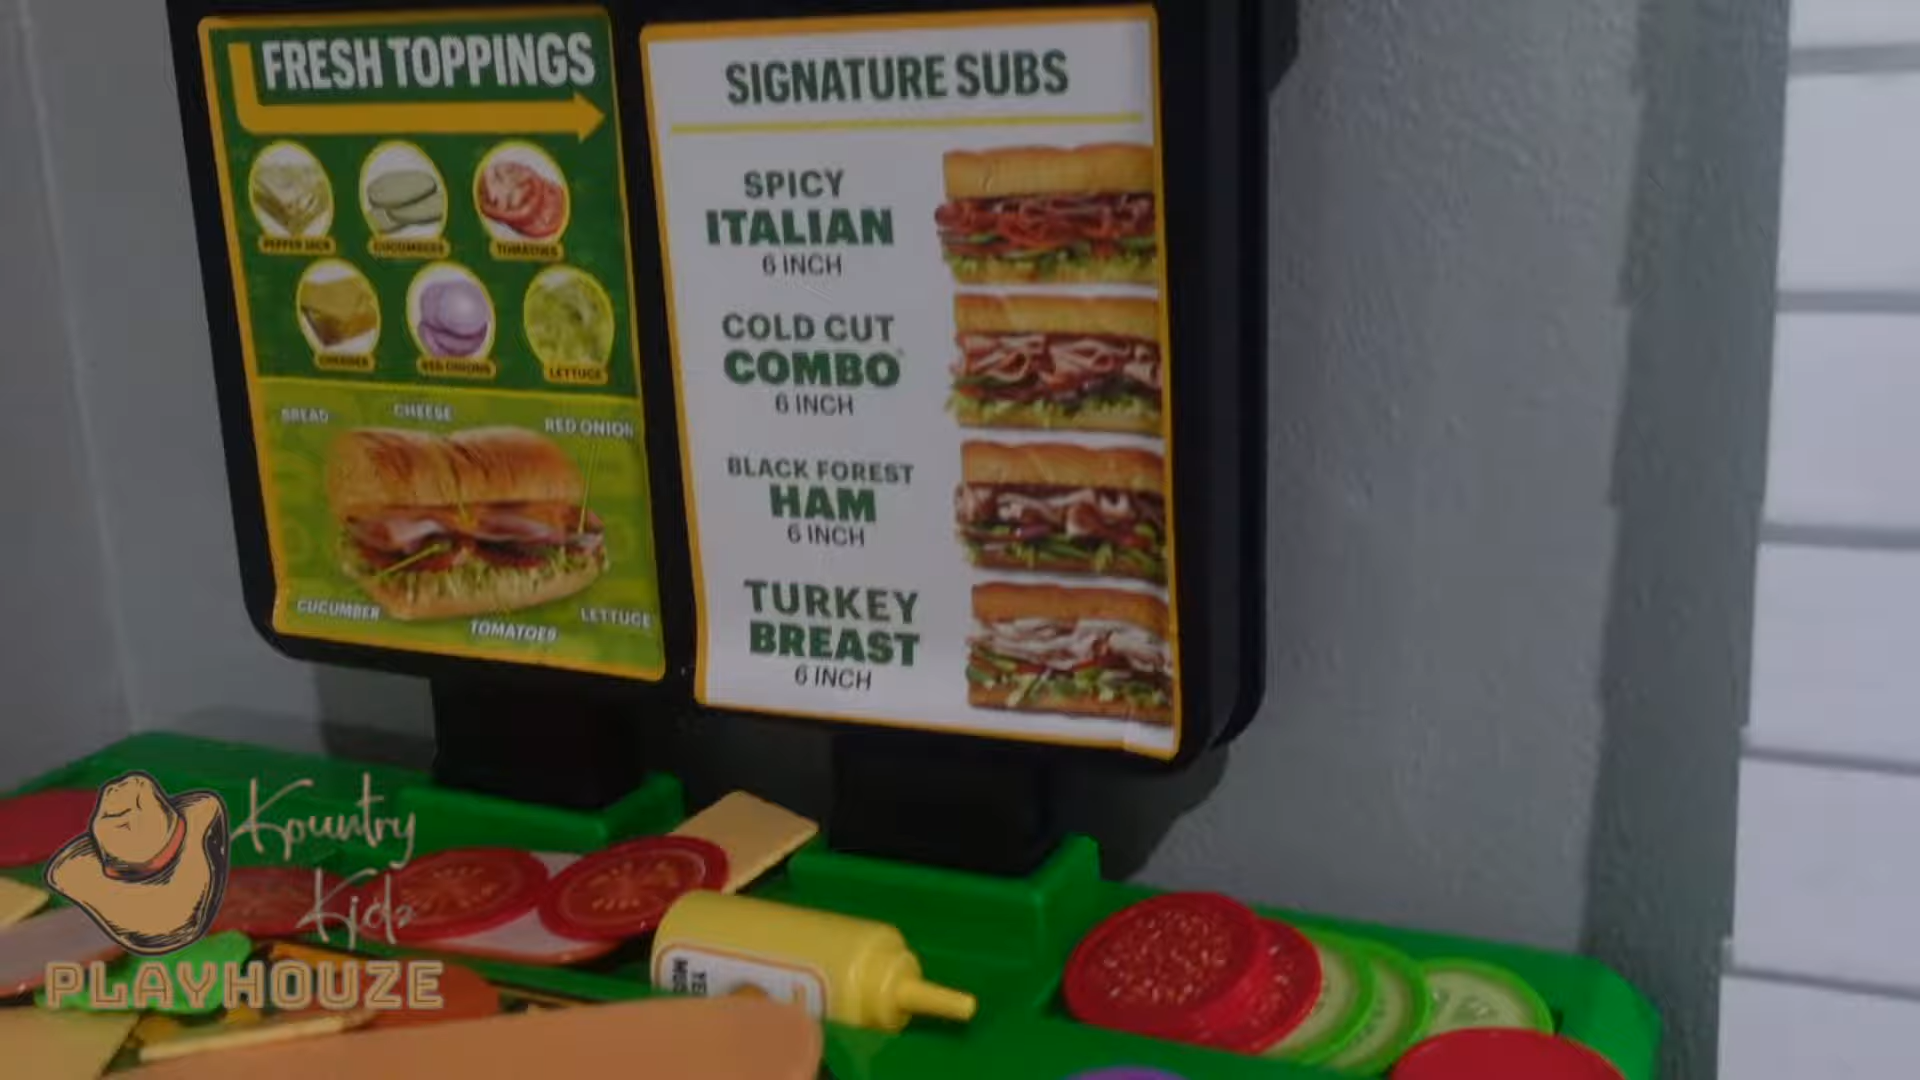 FRESH TOPPINGS
PEPPER JACK
CUCUMBERS
TOMATOES
CHEDDER
RED ONIONS
LETTUCE
BREAD
CHEESE
RED ONION
CUCUMBER
TOMATOES
LETTUCE
SIGNATURE SUBS
SPICY
ITALIAN
6 INCH
COLD CUT
COMBO
6 INCH
BLACK FOREST
HAM
6 INCH
TURKEY
BREAST
6 INCH
Kountry
Kidz
PLAYHOUZE